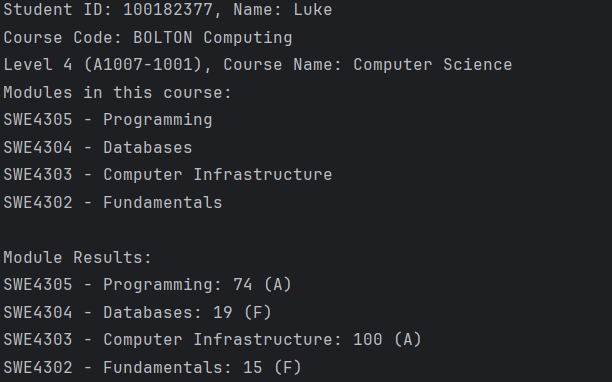 Student ID: 100182377, Name: Luke
Course Code: BOLTON Computing
Level 4 (A1007-1001), Course Name: Computer Science
Modules in this course:
SWE4305 - Programming
SWE4304 - Databases
SWE4303 - Computer Infrastructure
SWE4302 - Fundamentals

Module Results:
SWE4305 - Programming: 74 (A)
SWE4304 - Databases: 19 (F)
SWE4303 - Computer Infrastructure: 100 (A)
SWE4302 - Fundamentals: 15 (F)